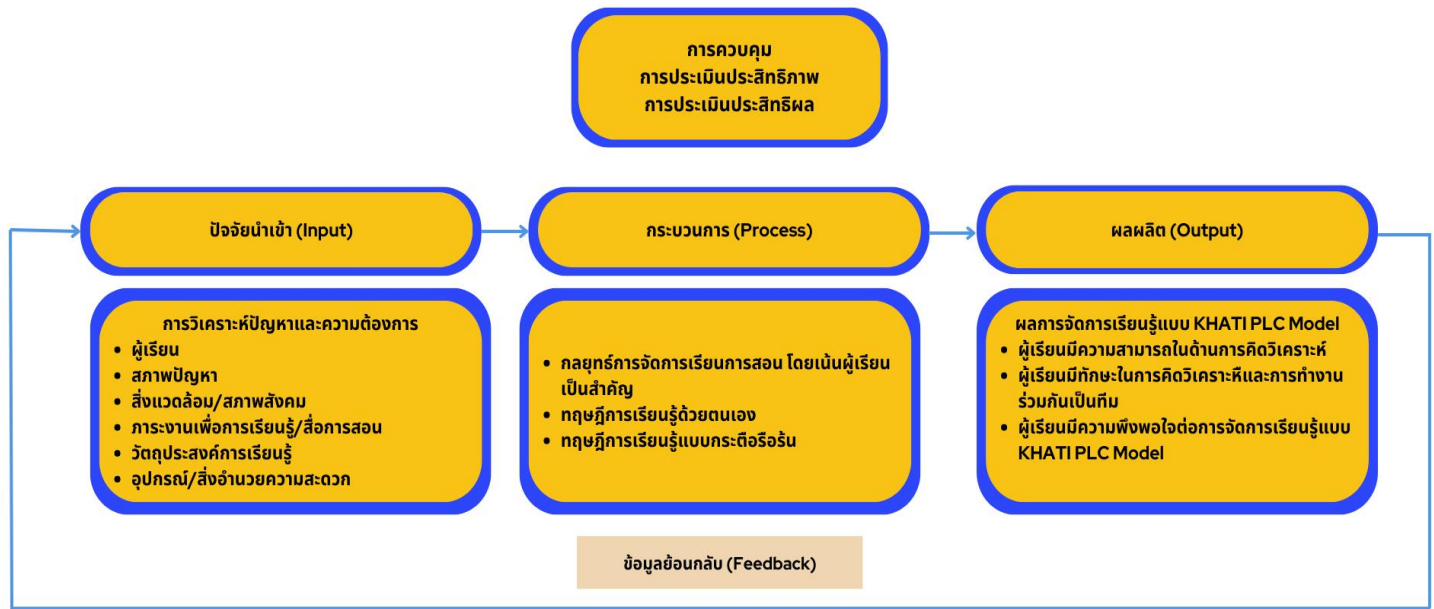 การควบคุม
การประเมินประสิทธิภาพ
การประเมินประสิทธิผล
ปัจจัยนำเข้า (Input)
กระบวนการ (Process)
ผลผลิต (Output)
การวิเคราะห์ปัญหาและความต้องการ
• ผู้เรียน
• สภาพปัญหา
• สิ่งแวดล้อม/สภาพสังคม
• ภาระงานเพื่อการเรียนรู้/สื่อการสอน
• วัตถุประสงค์การเรียนรู้
• อุปกรณ์/สิ่งอำนวยความสะดวก
• กลยุทธ์การจัดการเรียนการสอน โดยเน้นผู้เรียน
เป็นสำคัญ
• ทฤษฎีการเรียนรู้ด้วยตนเอง
• ทฤษฎีการเรียนรู้แบบกระตือรือร้น
ผลการจัดการเรียนรู้แบบ KHATI PLC Model
• ผู้เรียนมีความสามารถในด้านการคิดวิเคราะห์
• ผู้เรียนมีทักษะในการคิดวิเคราะหืและการทำงาน
ร่วมกันเป็นทีม
• ผู้เรียนมีความพึงพอใจต่อการจัดการเรียนรู้แบบ
KHATI PLC Model
ข้อมูลย้อนกลับ (Feedback)